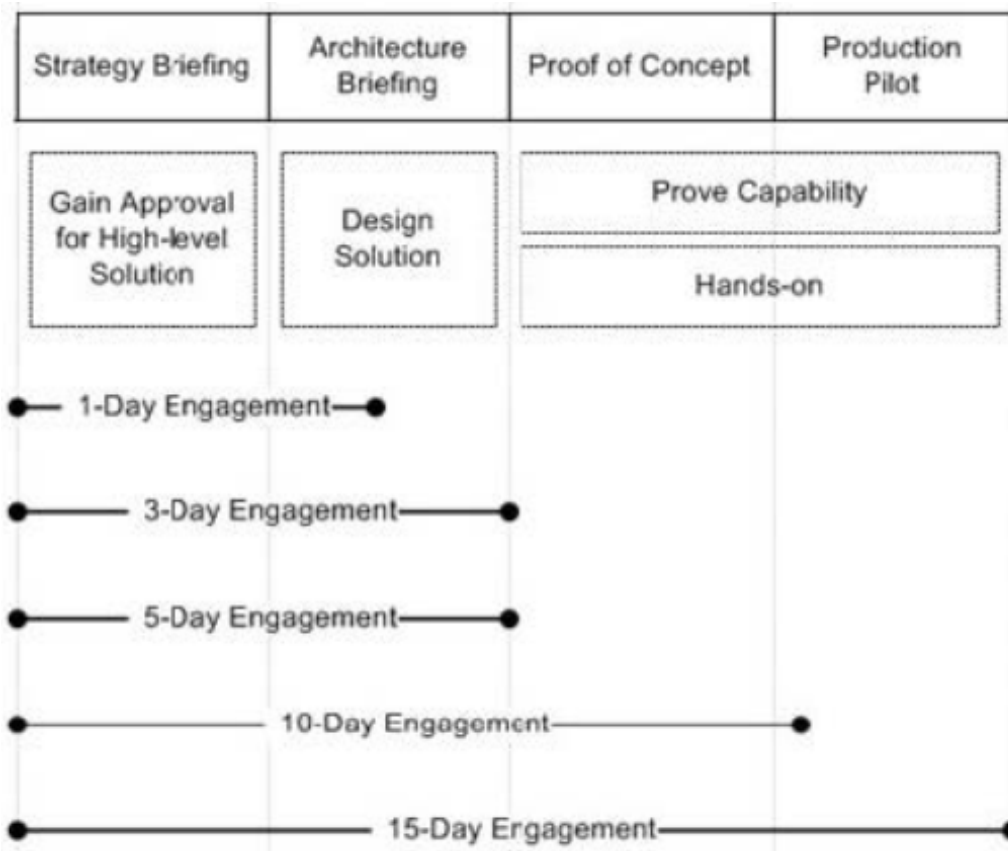 Strategy Briefing
Architecture
Briefing
Proof of Concept
Production
Pilot
Gain Approval
for High-level
Solution
Design
Solution
Prove Capability
Hands-on
1-Day Engagement
3-Day Engagement
5-Day Engagement
10-Day Engagement
15-Day Engagement